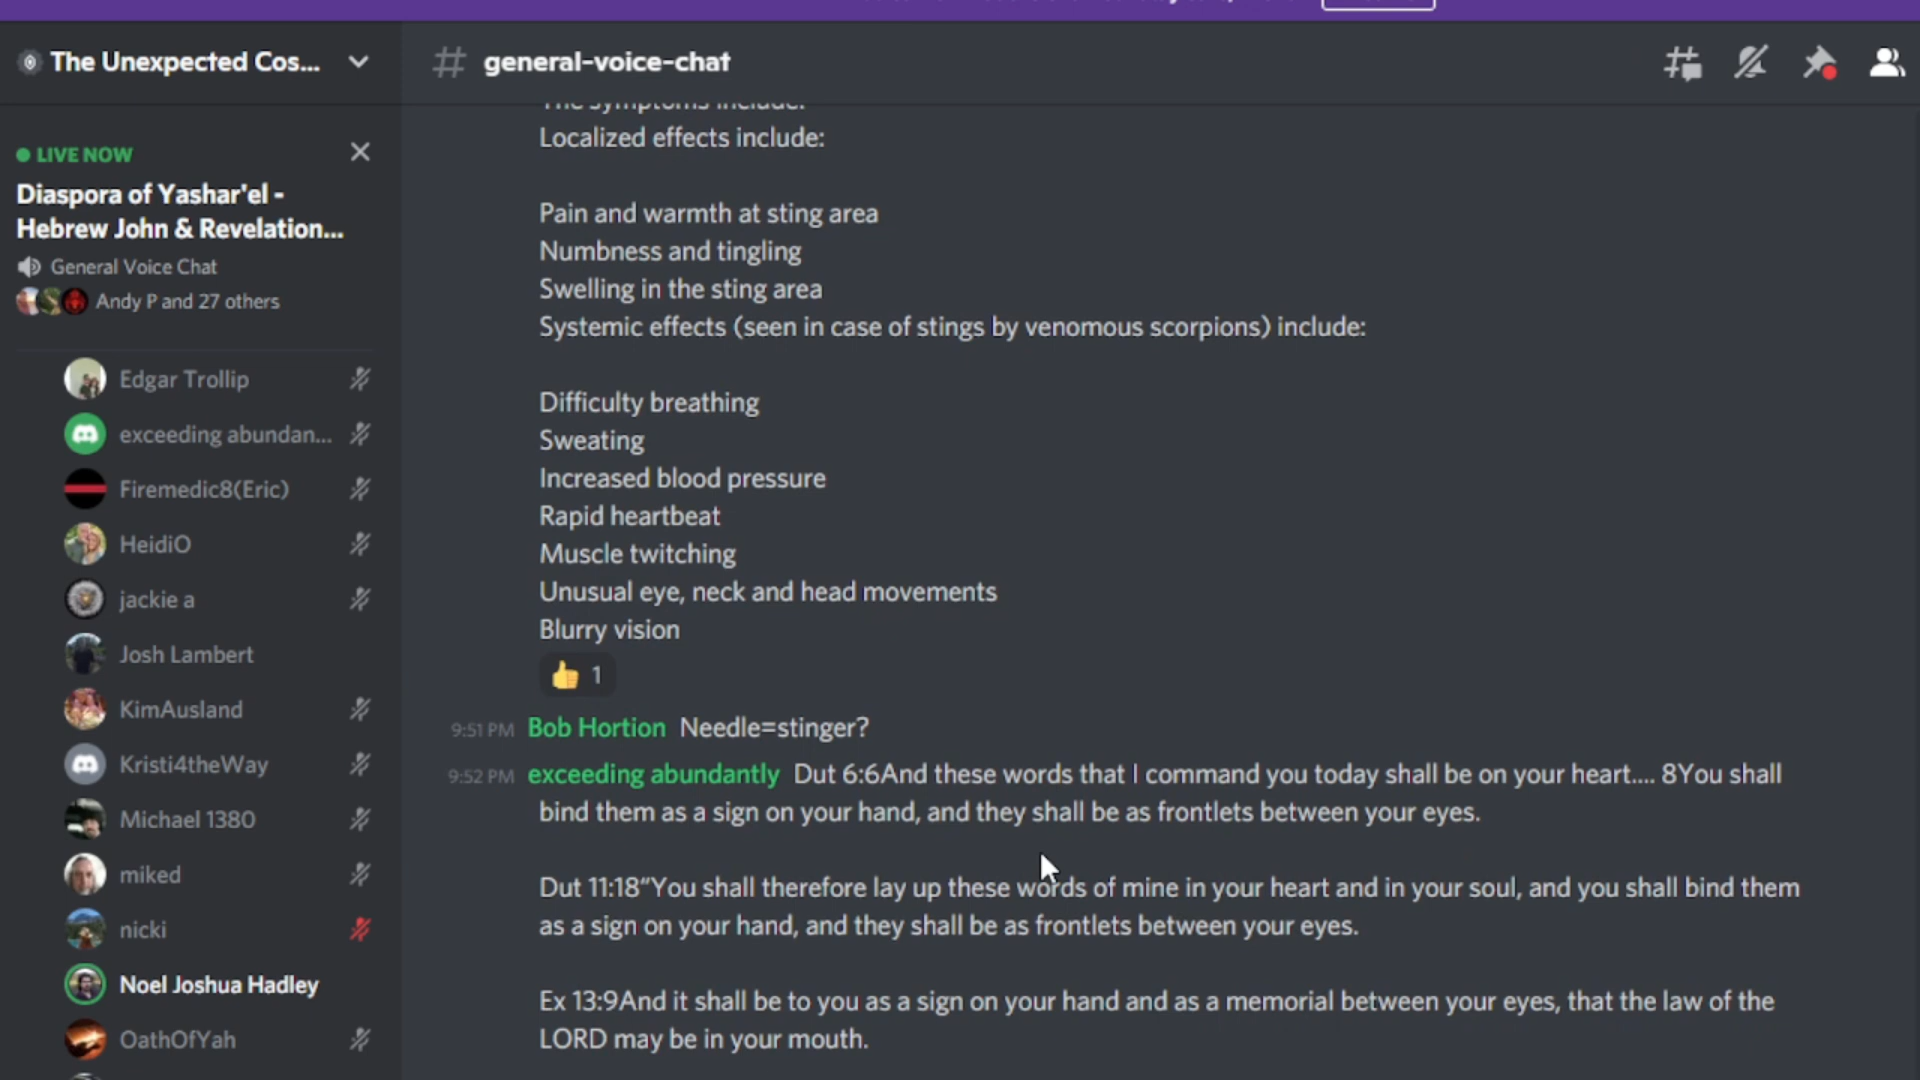 The Unexpected Cos...
general-voice-chat
LIVE NOW
Diaspora of Yashar'el -
Hebrew John & Revelation...
General Voice Chat
Andy P and 27 others
Edgar Trollip
exceeding abundan...
Firemedic8(Eric)
HeidiO
jackie a
Josh Lambert
KimAusland
Kristi4theWay
Michael 1380
miked
nicki
Noel Joshua Hadley
OathOfYah
The symptoms include:
Localized effects include:
Pain and warmth at sting area
Numbness and tingling
Swelling in the sting area
Systemic effects (seen in case of stings by venomous scorpions) include:
Difficulty breathing
Sweating
Increased blood pressure
Rapid heartbeat
Muscle twitching
Unusual eye, neck and head movements
Blurry vision
👍 1
9:51 PM Bob Hortion Needle=stinger?
9:52 PM exceeding abundantly Dut 6:6And these words that I command you today shall be on your heart.... 8You shall
bind them as a sign on your hand, and they shall be as frontlets between your eyes.
Dut 11:18“You shall therefore lay up these words of mine in your heart and in your soul, and you shall bind them
as a sign on your hand, and they shall be as frontlets between your eyes.
Ex 13:9And it shall be to you as a sign on your hand and as a memorial between your eyes, that the law of the
LORD may be in your mouth.